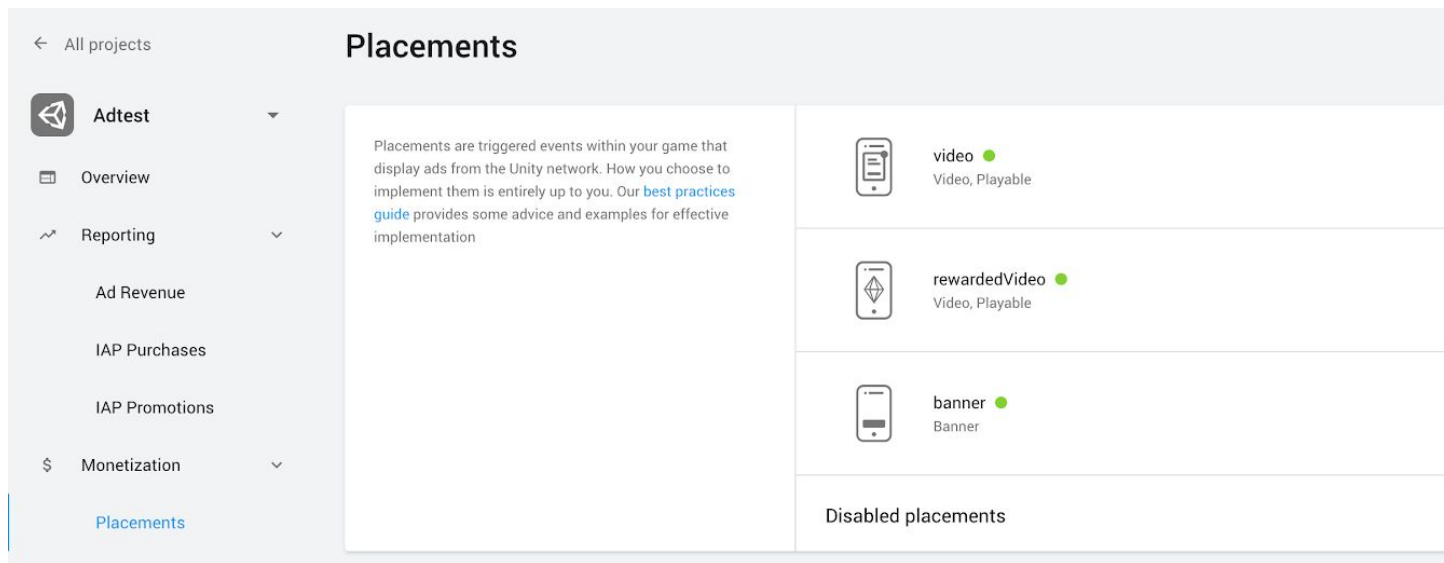 All projects
Adtest
Overview
Reporting
Ad Revenue
IAP Purchases
IAP Promotions
Monetization
Placements
Placements
Placements are triggered events within your game that
display ads from the Unity network. How you choose to
implement them is entirely up to you. Our best practices
guide provides some advice and examples for effective
implementation
video
Video, Playable
rewardedVideo
Video, Playable
banner
Banner
Disabled placements